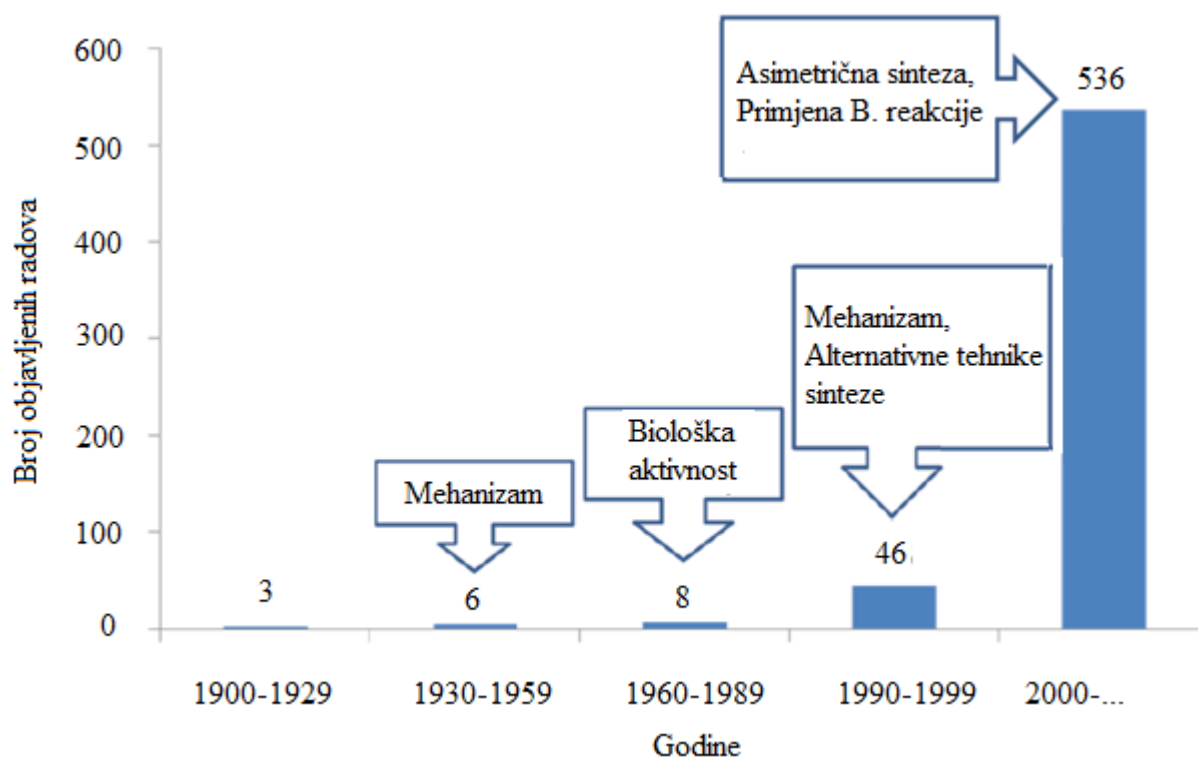 Broj objavljenih radova
600
500
400
300
200
100
0
Asimetrična sinteza,
Primjena B. reakcije
536
Mehanizam,
Alternativne tehnike
sinteze
Biološka
aktivnost
Mehanizam
3
6
8
46
1900-1929
1930-1959
1960-1989
1990-1999
2000-...
Godine